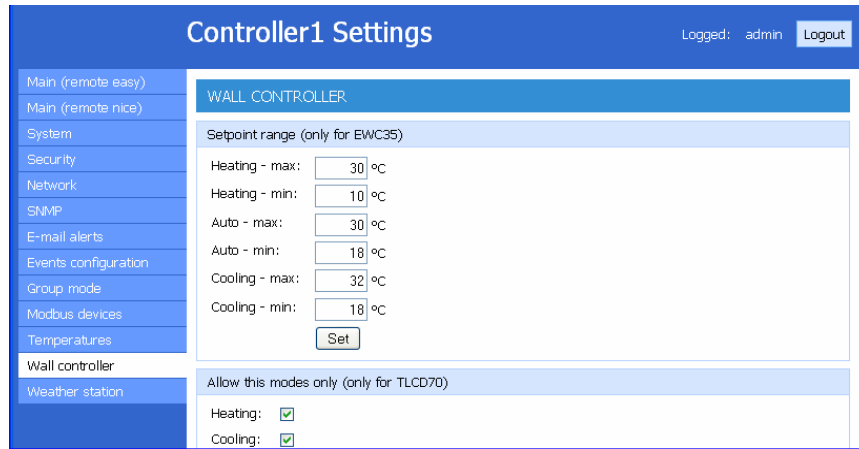 Controller1 Settings
Logged: admin Logout
Main (remote easy)
Main (remote nice)
System
Security
Network
SNMP
E-mail alerts
Events configuration
Group mode
Modbus devices
Temperatures
Wall controller
Weather station
WALL CONTROLLER
Setpoint range (only for EWC35)
Heating - max: 30 °C
Heating - min: 10 °C
Auto - max: 30 °C
Auto - min: 18 °C
Cooling - max: 32 °C
Cooling - min: 18 °C
Set
Allow this modes only (only for TLCD70)
Heating:
Cooling: